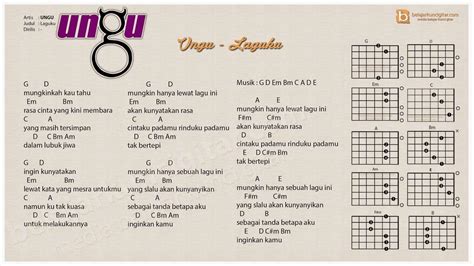 Artis : UNGU
Judul : Laguku
Dirilis : -
ungu
Ungu - Laguku
belajarkuncigitar.com
G D
mungkinkah kau tahu
Em Bm
rasa cinta yang kini membara
C A
yang masih tersimpan
D C Bm Am
dalam lubuk jiwa
G D
ingin kunyatakan
Em Bm
lewat kata yang mesra untukmu
C A
namun ku tak kuasa
D C Bm Am
untuk melakukannya
G D
mungkin hanya lewat lagu ini
Em Bm
akan kunyatakan rasa
C A
cintaku padamu rinduku padamu
D C Bm Am
tak bertepi
G D
mungkin hanya sebuah lagu ini
Em Bm
yang slalu akan kunyanyikan
C A
sebagai tanda betapa aku
D C Bm Am
inginkan kamu
Musik : G D Em Bm C A D E
A E
mungkin hanya lewat lagu ini
F#m C#m
akan kunyatakan rasa
D A
cintaku padamu rinduku padamu
E D C#m Bm
tak bertepi
A E
mungkin hanya sebuah lagu ini
F#m C#m
yang slalu akan kunyanyikan
D A
sebagai tanda betapa aku
E D C#m Bm
inginkan kamu
G D
Em Bm
C Am
A E